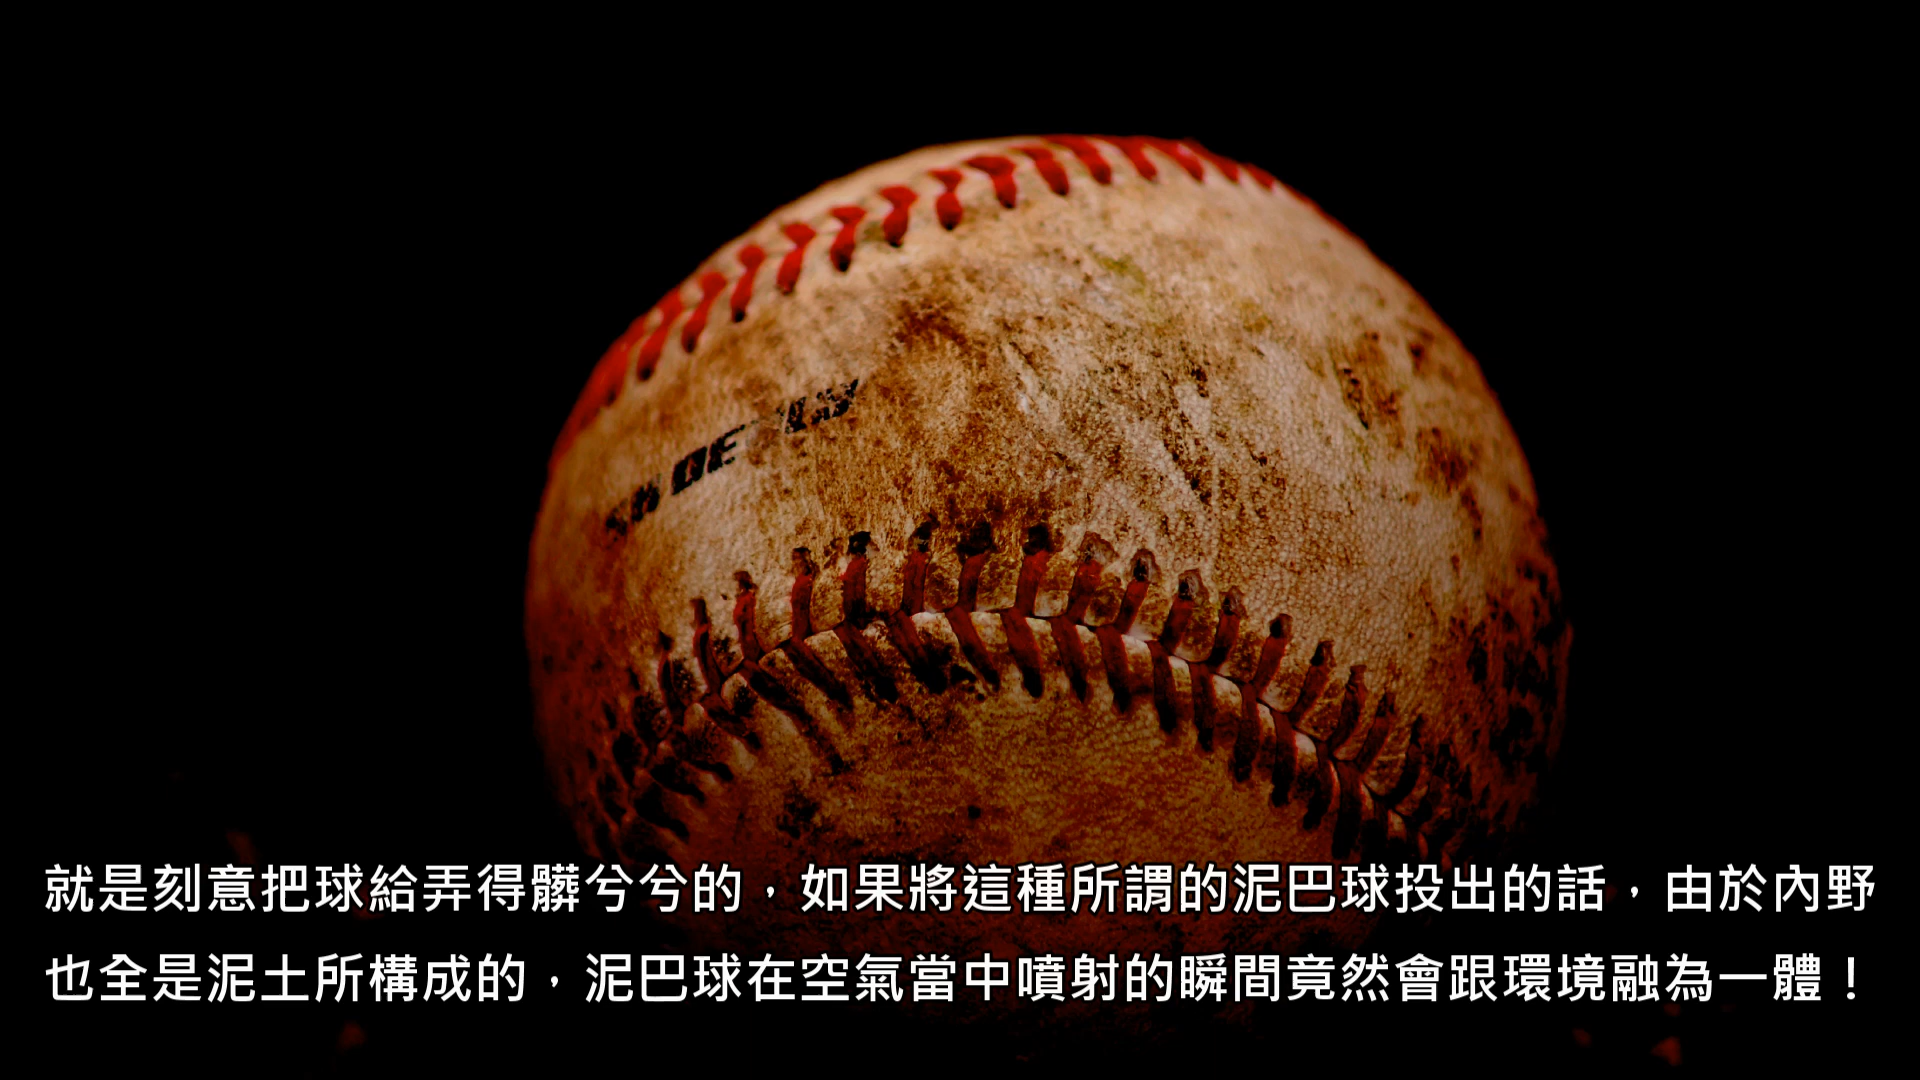 就是刻意把球給弄得髒兮兮的，如果將這種所謂的泥巴球投出的話，由於內野
也全是泥土所構成的，泥巴球在空氣當中噴射的瞬間竟然會跟環境融為一體！